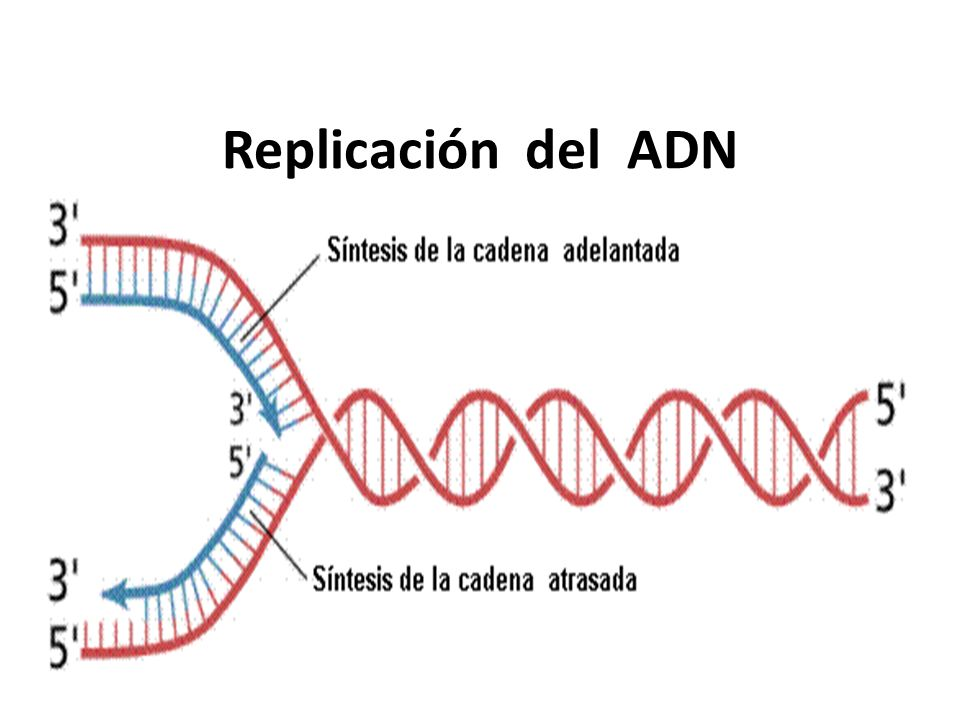 Replicación del ADN
3'
Síntesis de la cadena adelantada
5'
3'
5'
5'
3'
Síntesis de la cadena atrasada
3'
5'